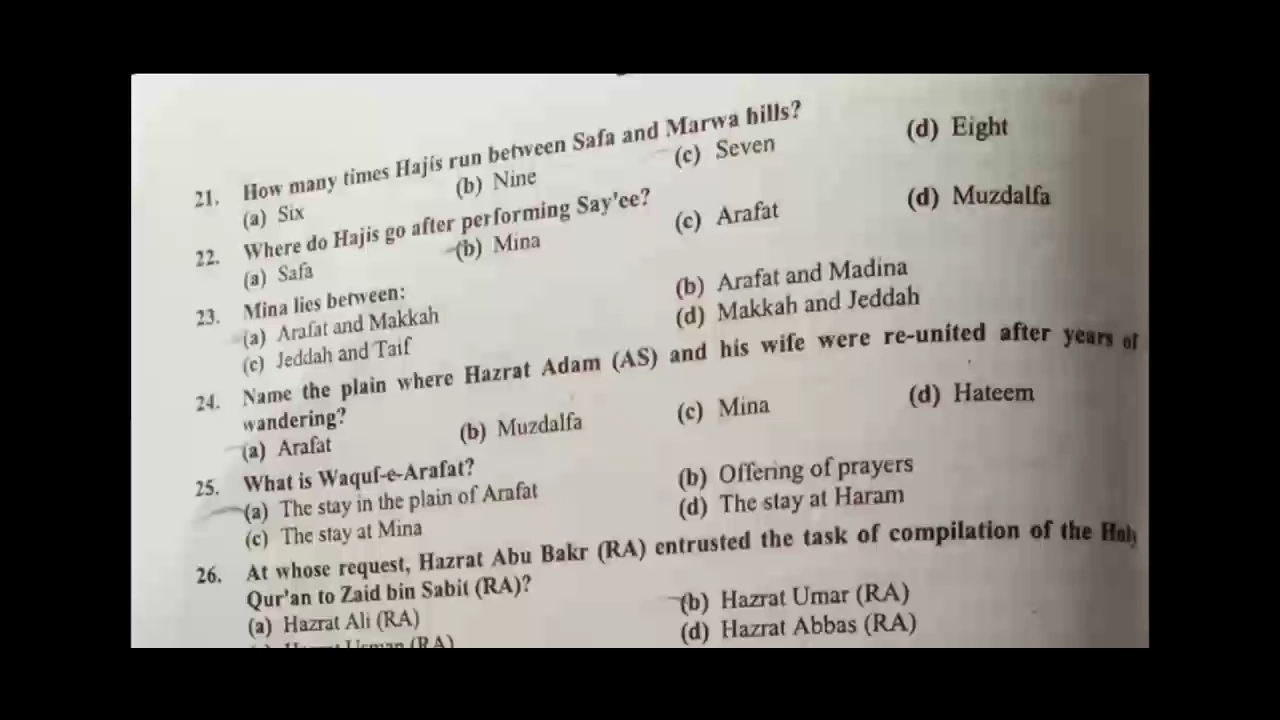 21. How many times Hajis run between Safa and Marwa hills?
(a) Six (b) Nine (c) Seven (d) Eight
22. Where do Hajis go after performing Say'ee?
(a) Safa (b) Mina (c) Arafat (d) Muzdalfa
23. Mina lies between:
(a) Arafat and Makkah (b) Arafat and Madina
(c) Jeddah and Taif (d) Makkah and Jeddah
24. Name the plain where Hazrat Adam (AS) and his wife were re-united after years of
wandering?
(a) Arafat (b) Muzdalfa (c) Mina (d) Hateem
25. What is Waquf-e-Arafat?
(a) The stay in the plain of Arafat (b) Offering of prayers
(c) The stay at Mina (d) The stay at Haram
26. At whose request, Hazrat Abu Bakr (RA) entrusted the task of compilation of the Holy
Qur'an to Zaid bin Sabit (RA)?
(a) Hazrat Ali (RA) (b) Hazrat Umar (RA)
Usman (RA) (d) Hazrat Abbas (RA)